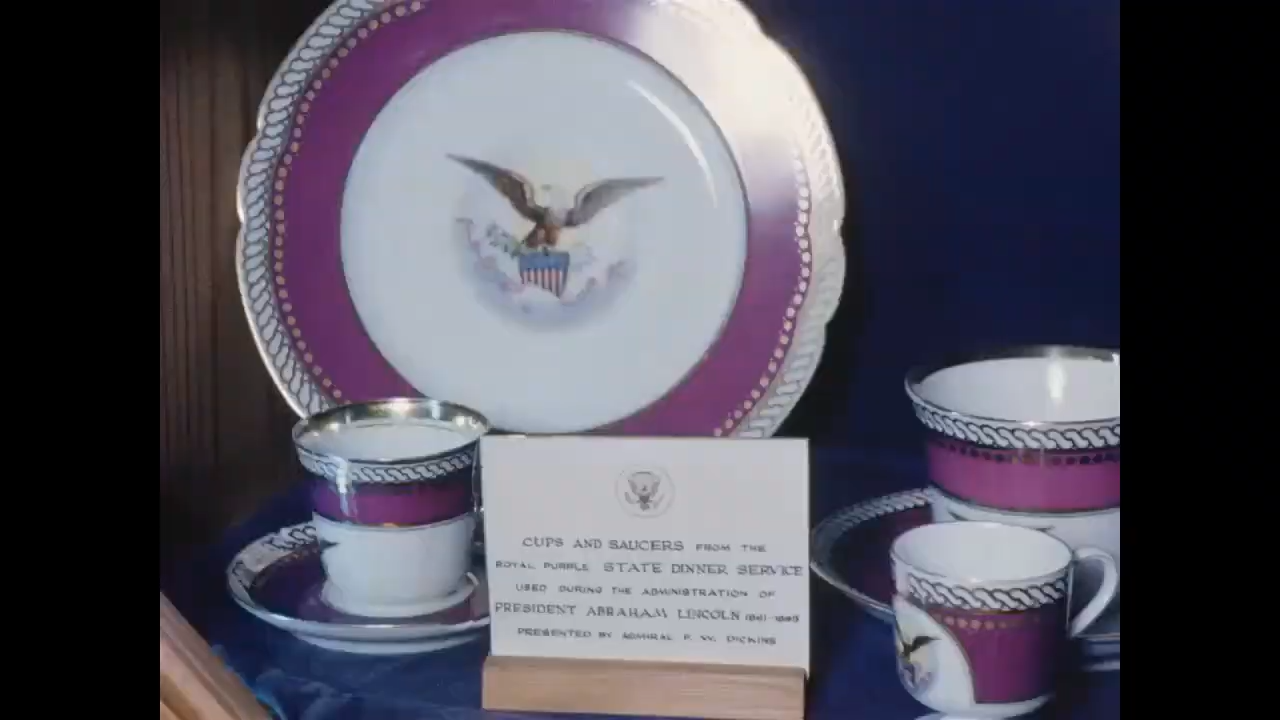 CUPS AND SAUCERS FROM THE
ROYAL PURPLE STATE DINNER SERVICE
USED DURING THE ADMINISTRATION OF
PRESIDENT ABRAHAM LINCOLN 1861-1865
PRESENTED BY ADMIRAL F. W. DICKINS